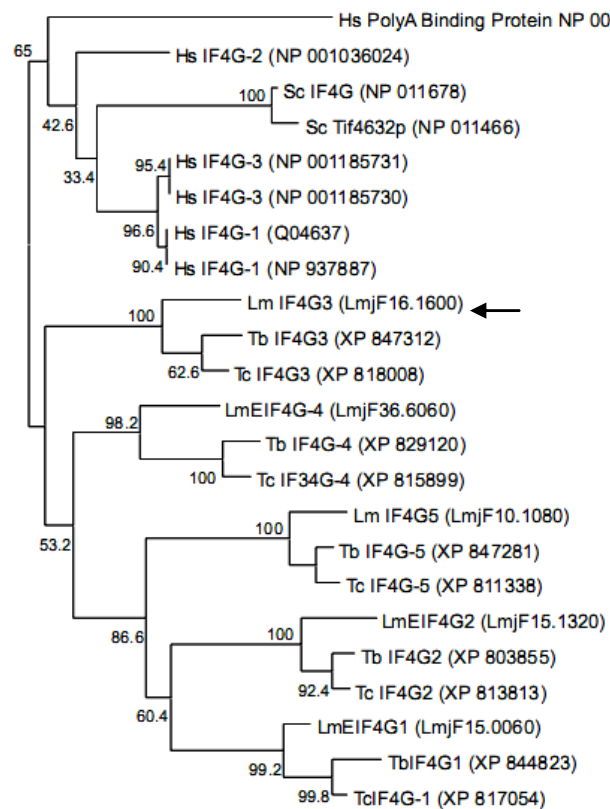 Hs PolyA Binding Protein NP 00
65
Hs IF4G-2 (NP 001036024)
Sc IF4G (NP 011678)
100
Sc Tif4632p (NP 011466)
42.6
Hs IF4G-3 (NP 001185731)
95.4
33.4
Hs IF4G-3 (NP 001185730)
Hs IF4G-1 (Q04637)
96.6
Hs IF4G-1 (NP 937887)
90.4
Lm IF4G3 (LmjF16.1600)
100
Tb IF4G3 (XP 847312)
62.6
Tc IF4G3 (XP 818008)
LmEIF4G-4 (LmjF36.6060)
98.2
Tb IF4G-4 (XP 829120)
100
Tc IF34G-4 (XP 815899)
Lm IF4G5 (LmjF10.1080)
100
53.2
Tb IF4G-5 (XP 847281)
Tc IF4G-5 (XP 811338)
LmEIF4G2 (LmjF15.1320)
100
86.6
Tb IF4G2 (XP 803855)
92.4
Tc IF4G2 (XP 813813)
60.4
LmEIF4G1 (LmjF15.0060)
TbIF4G1 (XP 844823)
99.2
99.8
TcIF4G-1 (XP 817054)